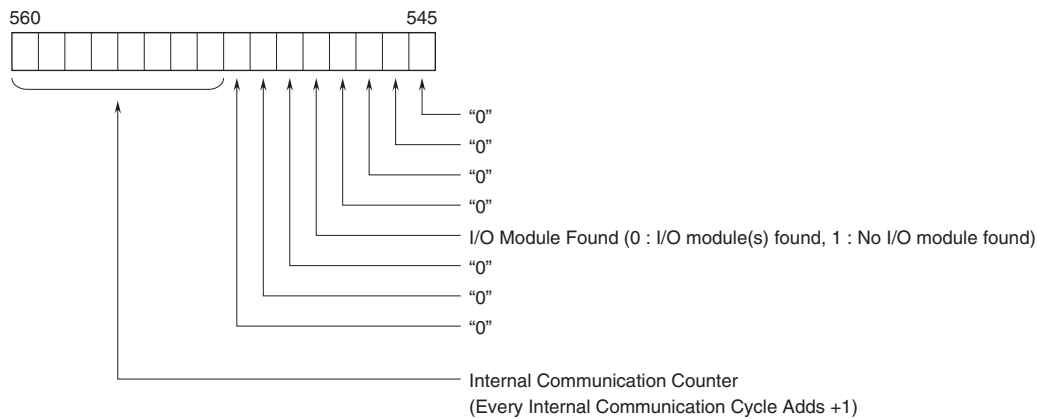 560 545
“0”
“0”
“0”
“0”
I/O Module Found (0 : I/O module(s) found, 1 : No I/O module found)
“0”
“0”
“0”
Internal Communication Counter
(Every Internal Communication Cycle Adds +1)